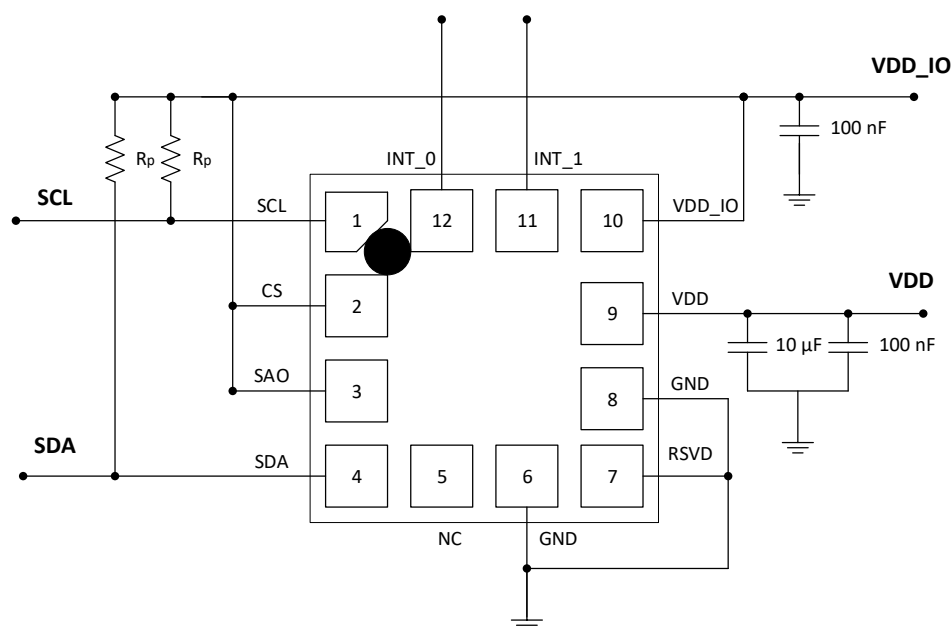 VDD_IO
100 nF
Rp
Rp
INT_0
INT_1
SCL
SCL
1
12
11
10
VDD_IO
CS
2
9
VDD
VDD
10 µF
100 nF
SAO
3
8
GND
SDA
SDA
4
5
6
7
RSVD
NC
GND